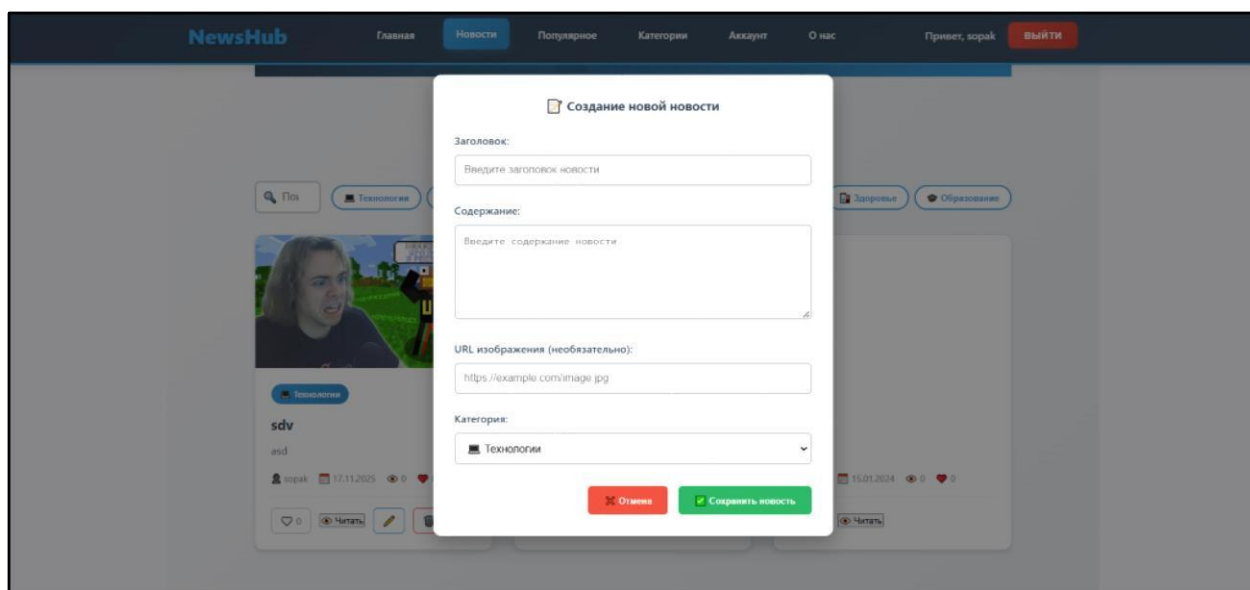 NewsHub
Главная
Новости
Популярное
Категории
Аккаунт
О нас
Привет, sopak
ВЫЙТИ
📝 Создание новой новости
Заголовок:
Введите заголовок новости
🔍 Пои
💻 Технологии
Здоровье
🎓 Образование
Содержание:
Введите содержание новости
URL изображения (необязательно):
https://example.com/image.jpg
💻 Технологии
sdv
asd
Категория:
💻 Технологии
👤 sopak 📅 17.11.2025 👁 0 ❤
📅 15.01.2024 👁 0 ❤ 0
❌ Отмена
✅ Сохранить новость
🤍 0
👁 Читать
👁 Читать